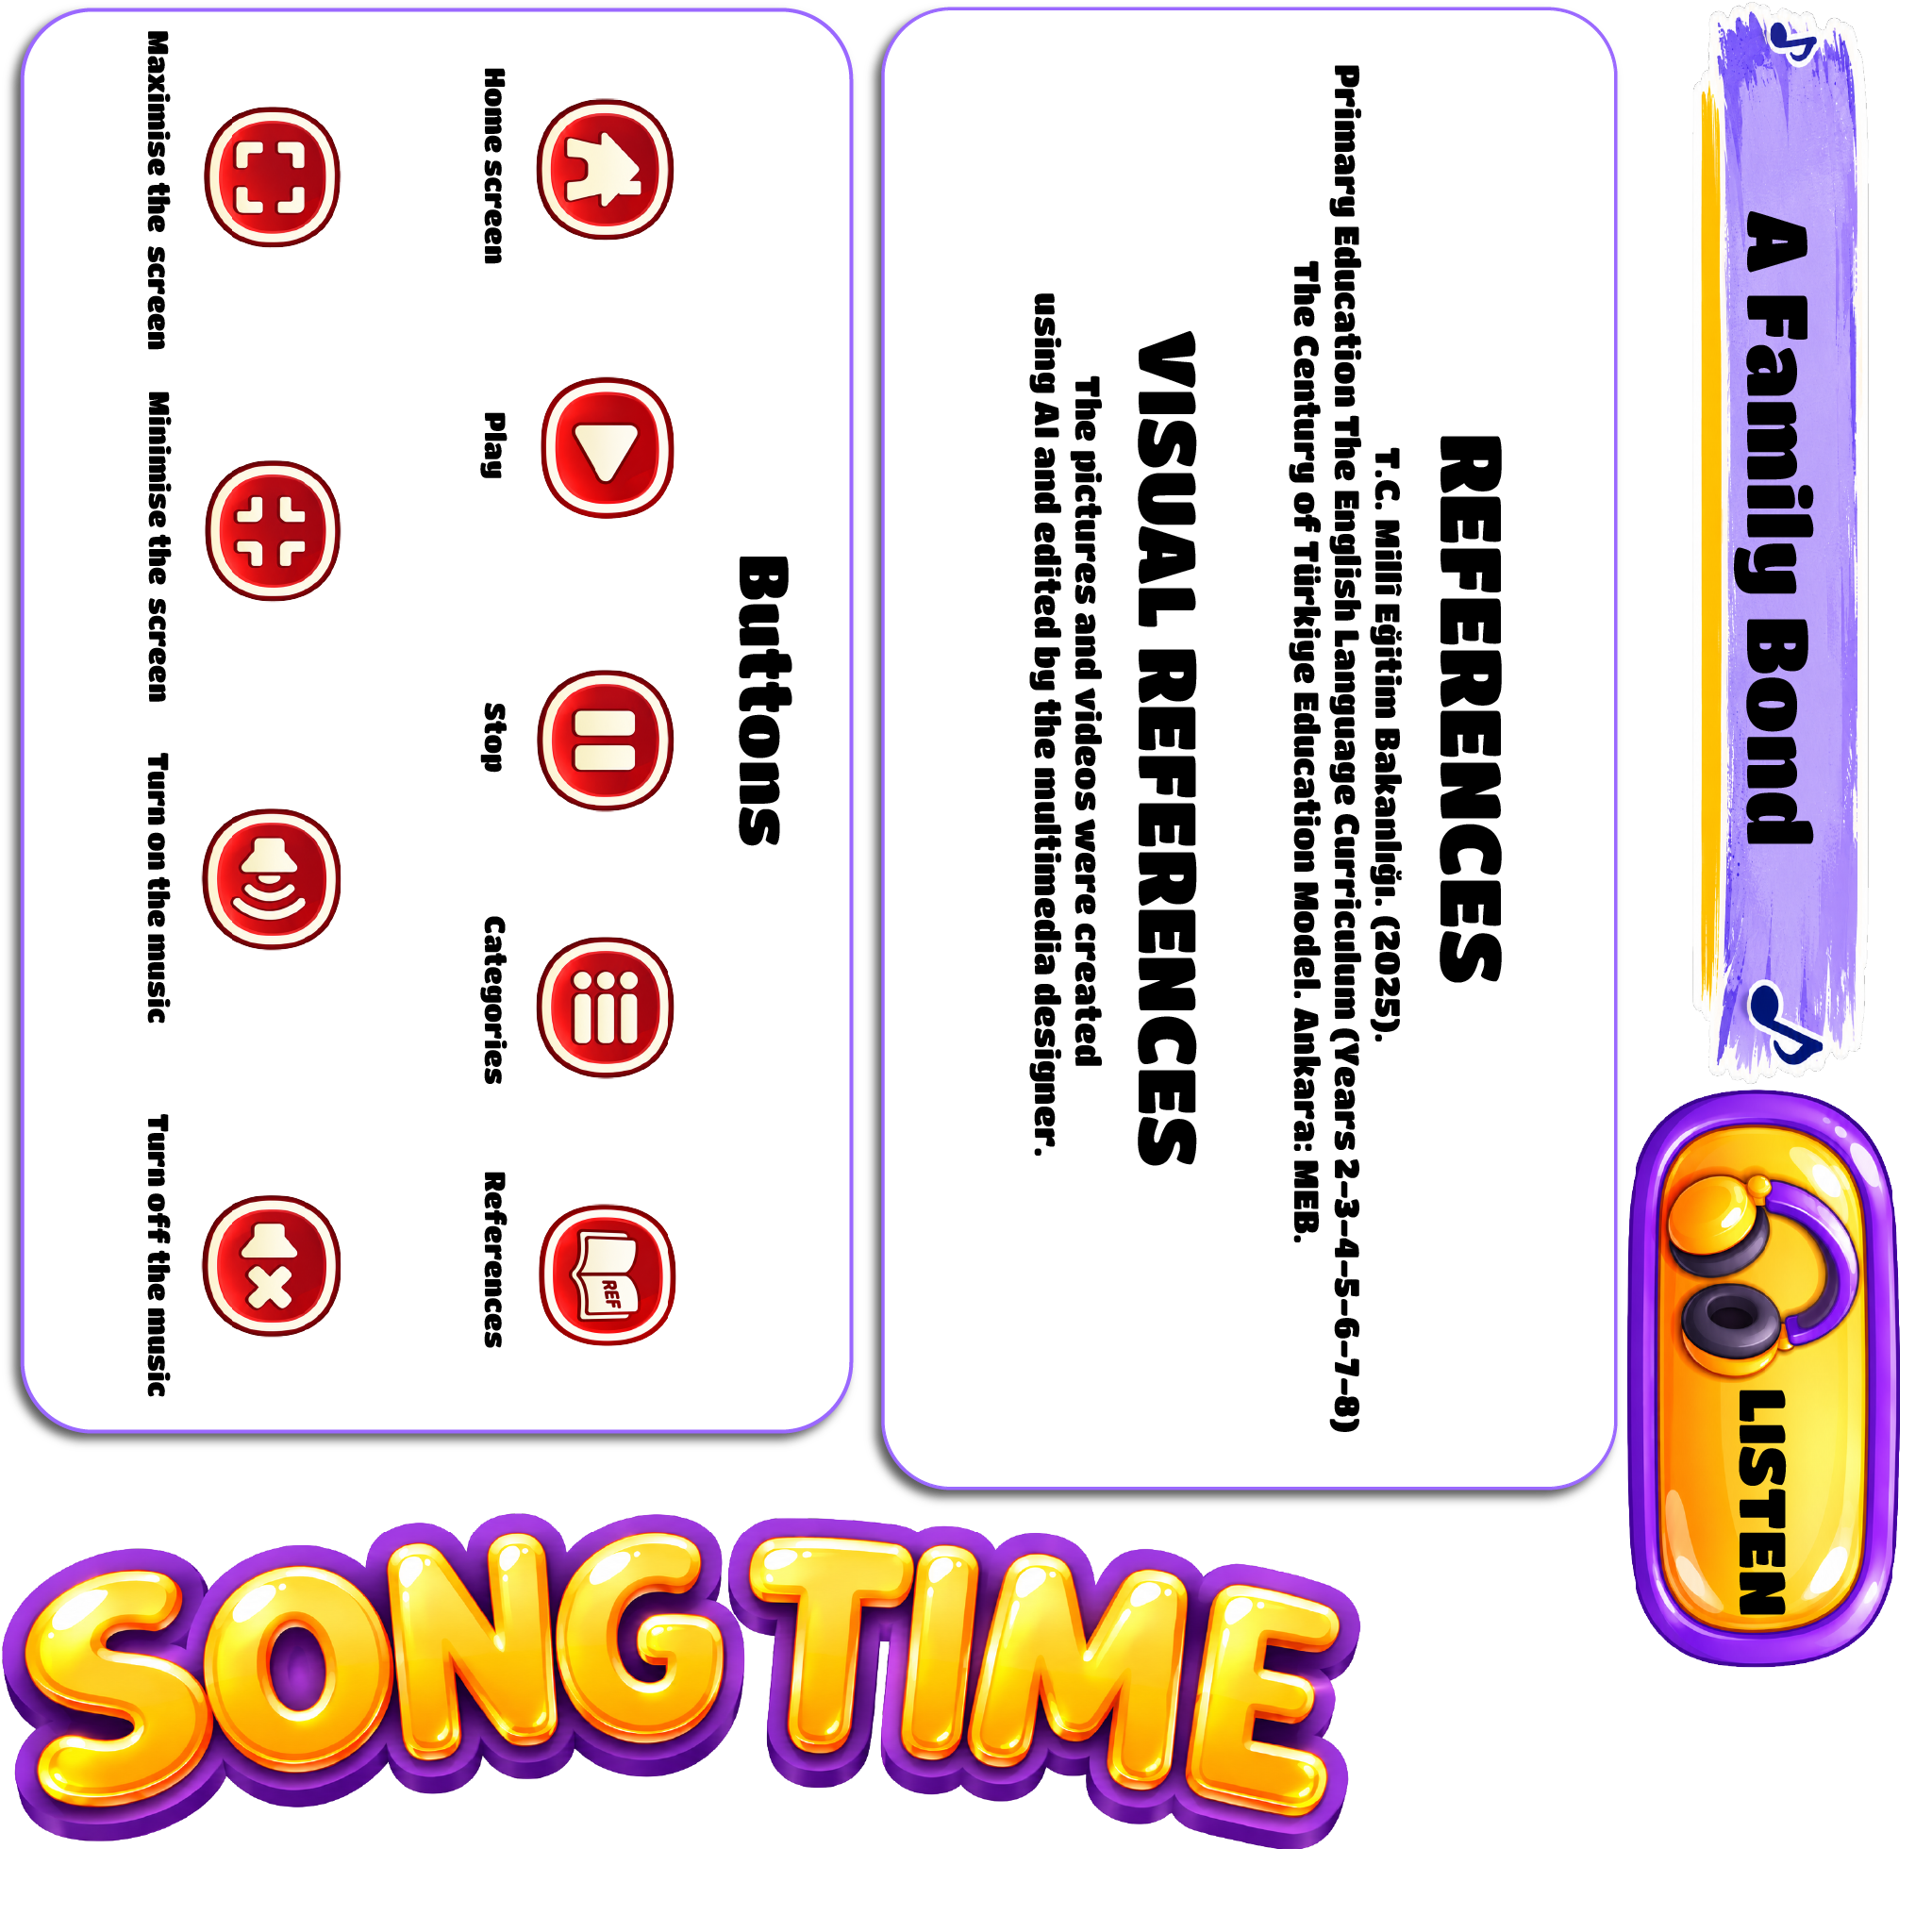 A Family Bond
LISTEN
REFERENCES
T.C. Millî Eğitim Bakanlığı. (2025).
Primary Education The English Language Curriculum (Years 2-3-4-5-6-7-8)
The Century of Türkiye Education Model. Ankara: MEB.
VISUAL REFERENCES
The pictures and videos were created
using AI and edited by the multimedia designer.
Buttons
REF
Home screen
Play
Stop
Categories
References
Maximise the screen
Minimise the screen
Turn on the music
Turn off the music
SONG TIME